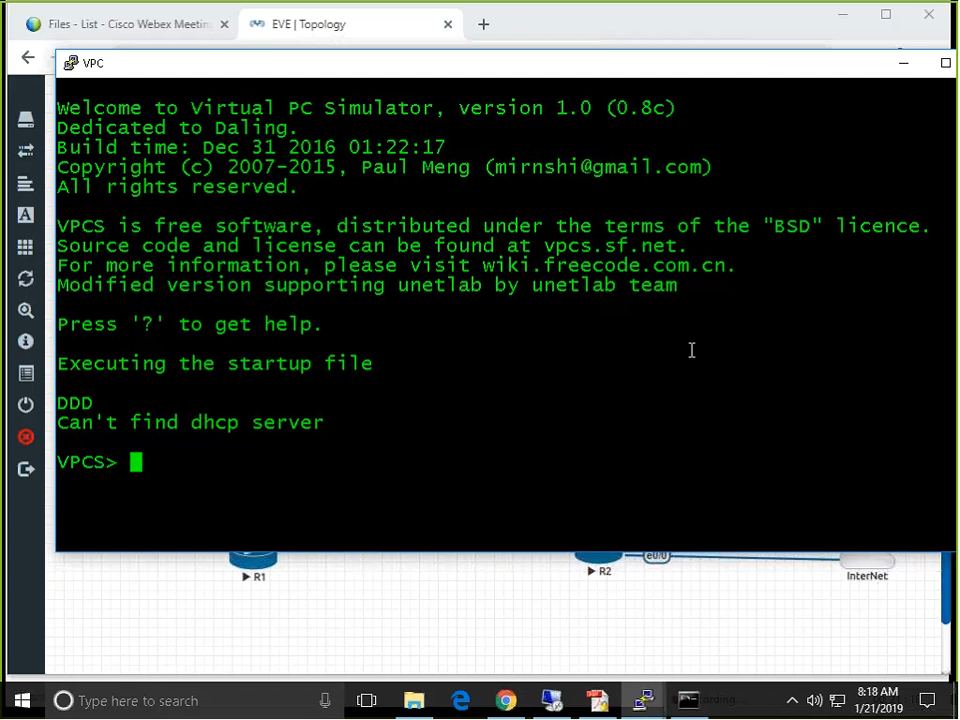 Files - List - Cisco Webex Meeting
EVE | Topology
VPC
Welcome to Virtual PC Simulator, version 1.0 (0.8c)
Dedicated to Daling.
Build time: Dec 31 2016 01:22:17
Copyright (c) 2007-2015, Paul Meng (mirnshi@gmail.com)
All rights reserved.
VPCS is free software, distributed under the terms of the "BSD" licence.
Source code and license can be found at vpcs.sf.net.
For more information, please visit wiki.freecode.com.cn.
Modified version supporting unetlab by unetlab team
Press '?' to get help.
Executing the startup file
DDD
Can't find dhcp server
VPCS>
R1
R2
e0/0
InterNet
Type here to search
8:18 AM
1/21/2019